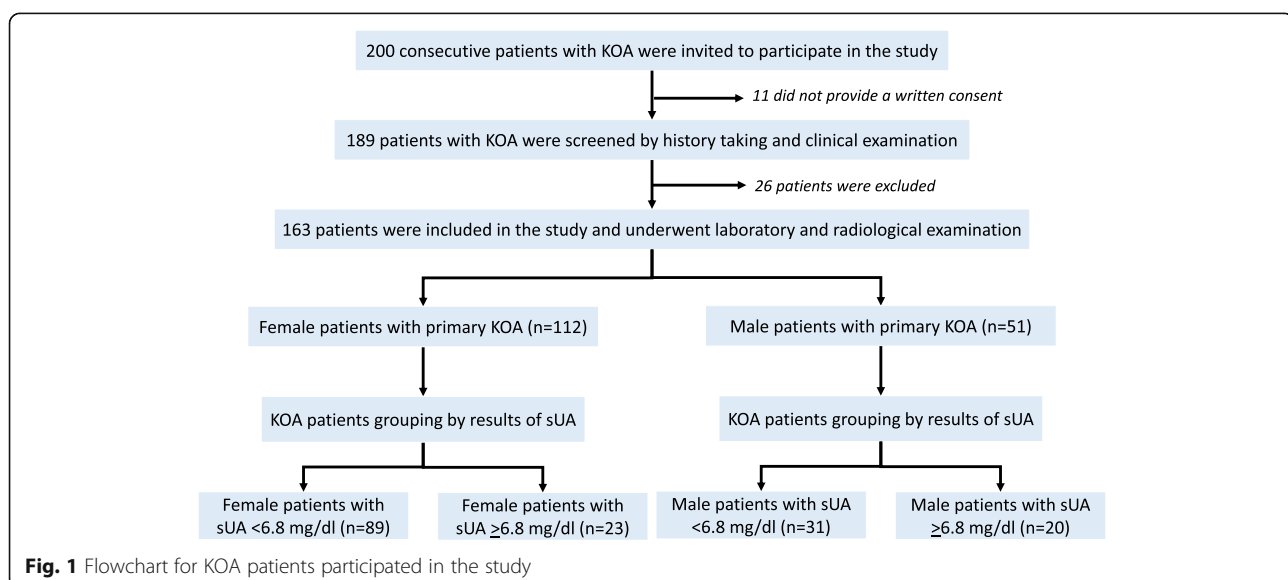 200 consecutive patients with KOA were invited to participate in the study
11 did not provide a written consent
189 patients with KOA were screened by history taking and clinical examination
26 patients were excluded
163 patients were included in the study and underwent laboratory and radiological examination
Female patients with primary KOA (n=112)
Male patients with primary KOA (n=51)
KOA patients grouping by results of sUA
KOA patients grouping by results of sUA
Female patients with
sUA <6.8 mg/dl (n=89)
Female patients with
sUA ≥6.8 mg/dl (n=23)
Male patients with sUA
<6.8 mg/dl (n=31)
Male patients with sUA
≥6.8 mg/dl (n=20)
Fig. 1 Flowchart for KOA patients participated in the study